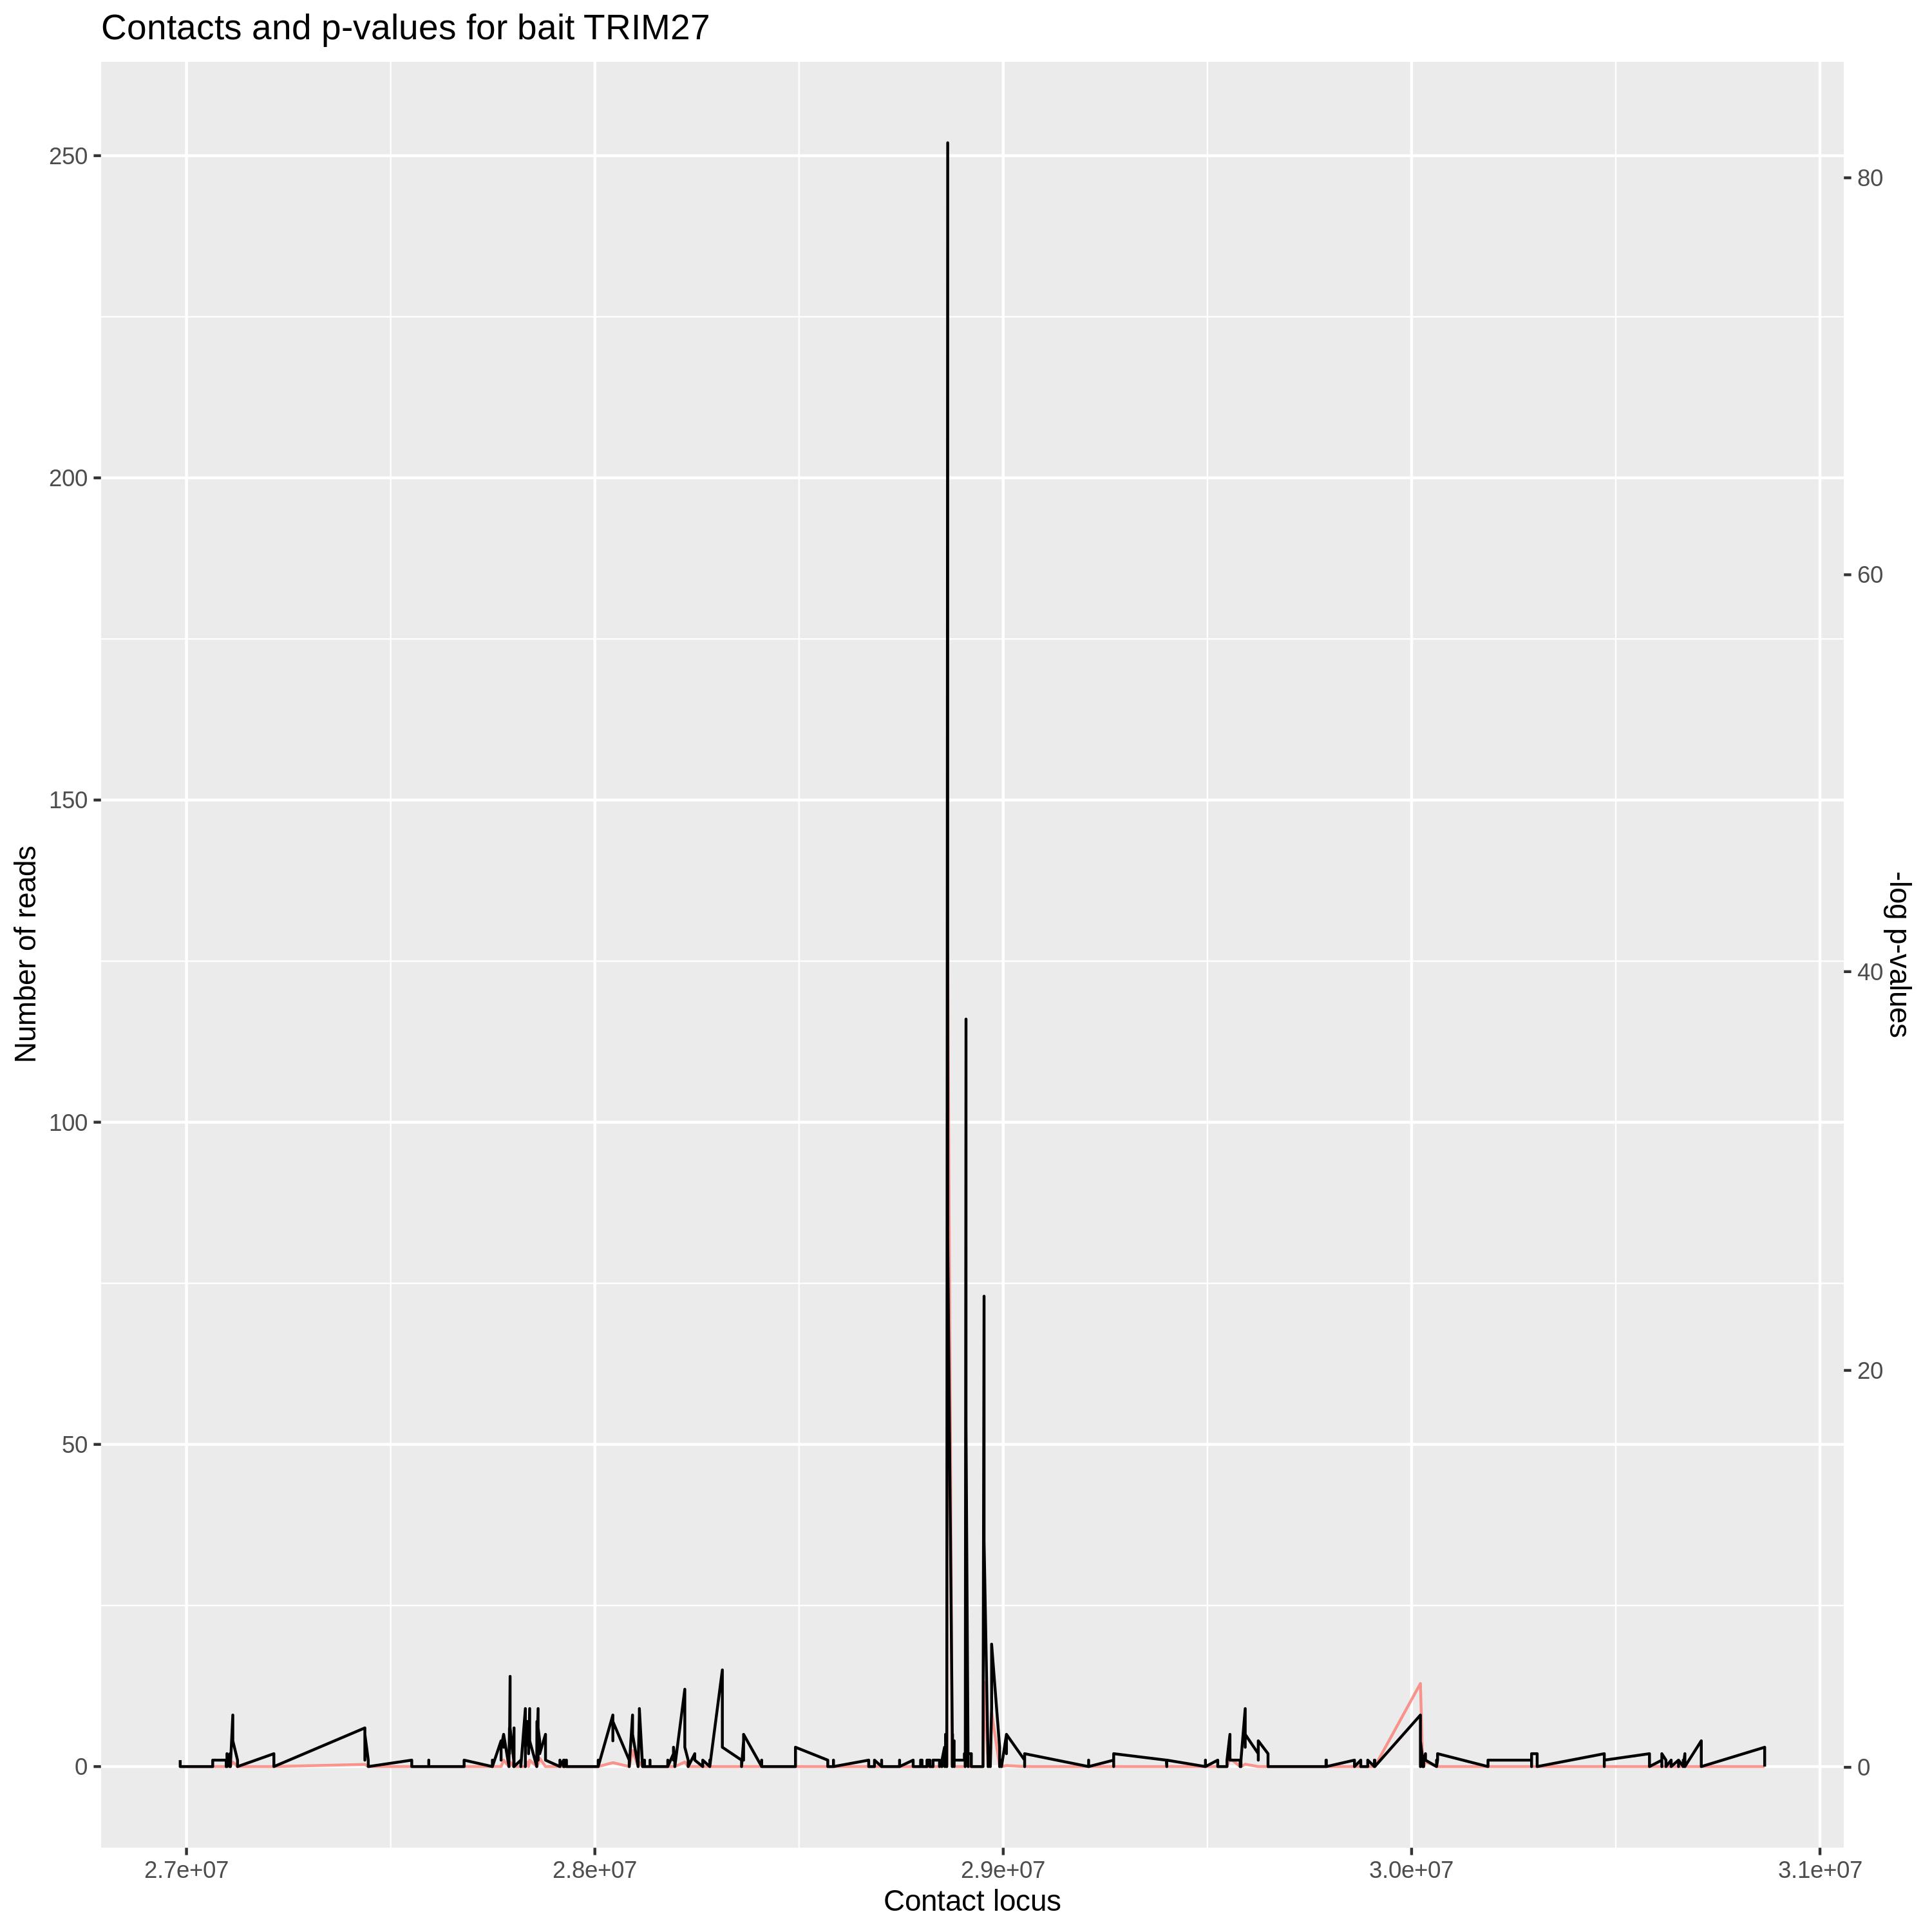 Contacts and p-values for bait TRIM27
250
200
150
100
50
0
Number of reads
80
60
40
20
0
-log p-values
2.7e+07
2.8e+07
2.9e+07
3.0e+07
3.1e+07
Contact locus